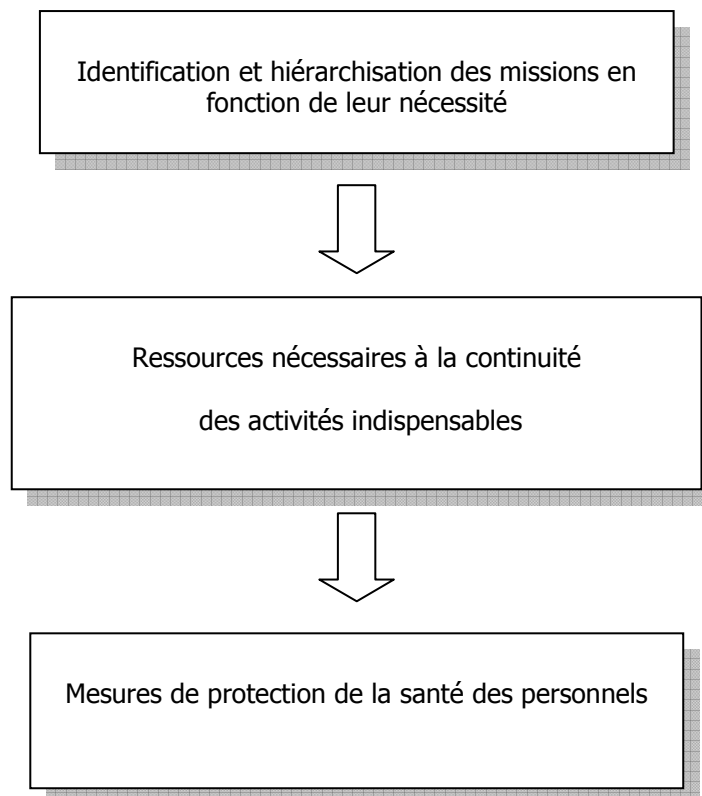 Identification et hiérarchisation des missions en
fonction de leur nécessité
Ressources nécessaires à la continuité
des activités indispensables
Mesures de protection de la santé des personnels